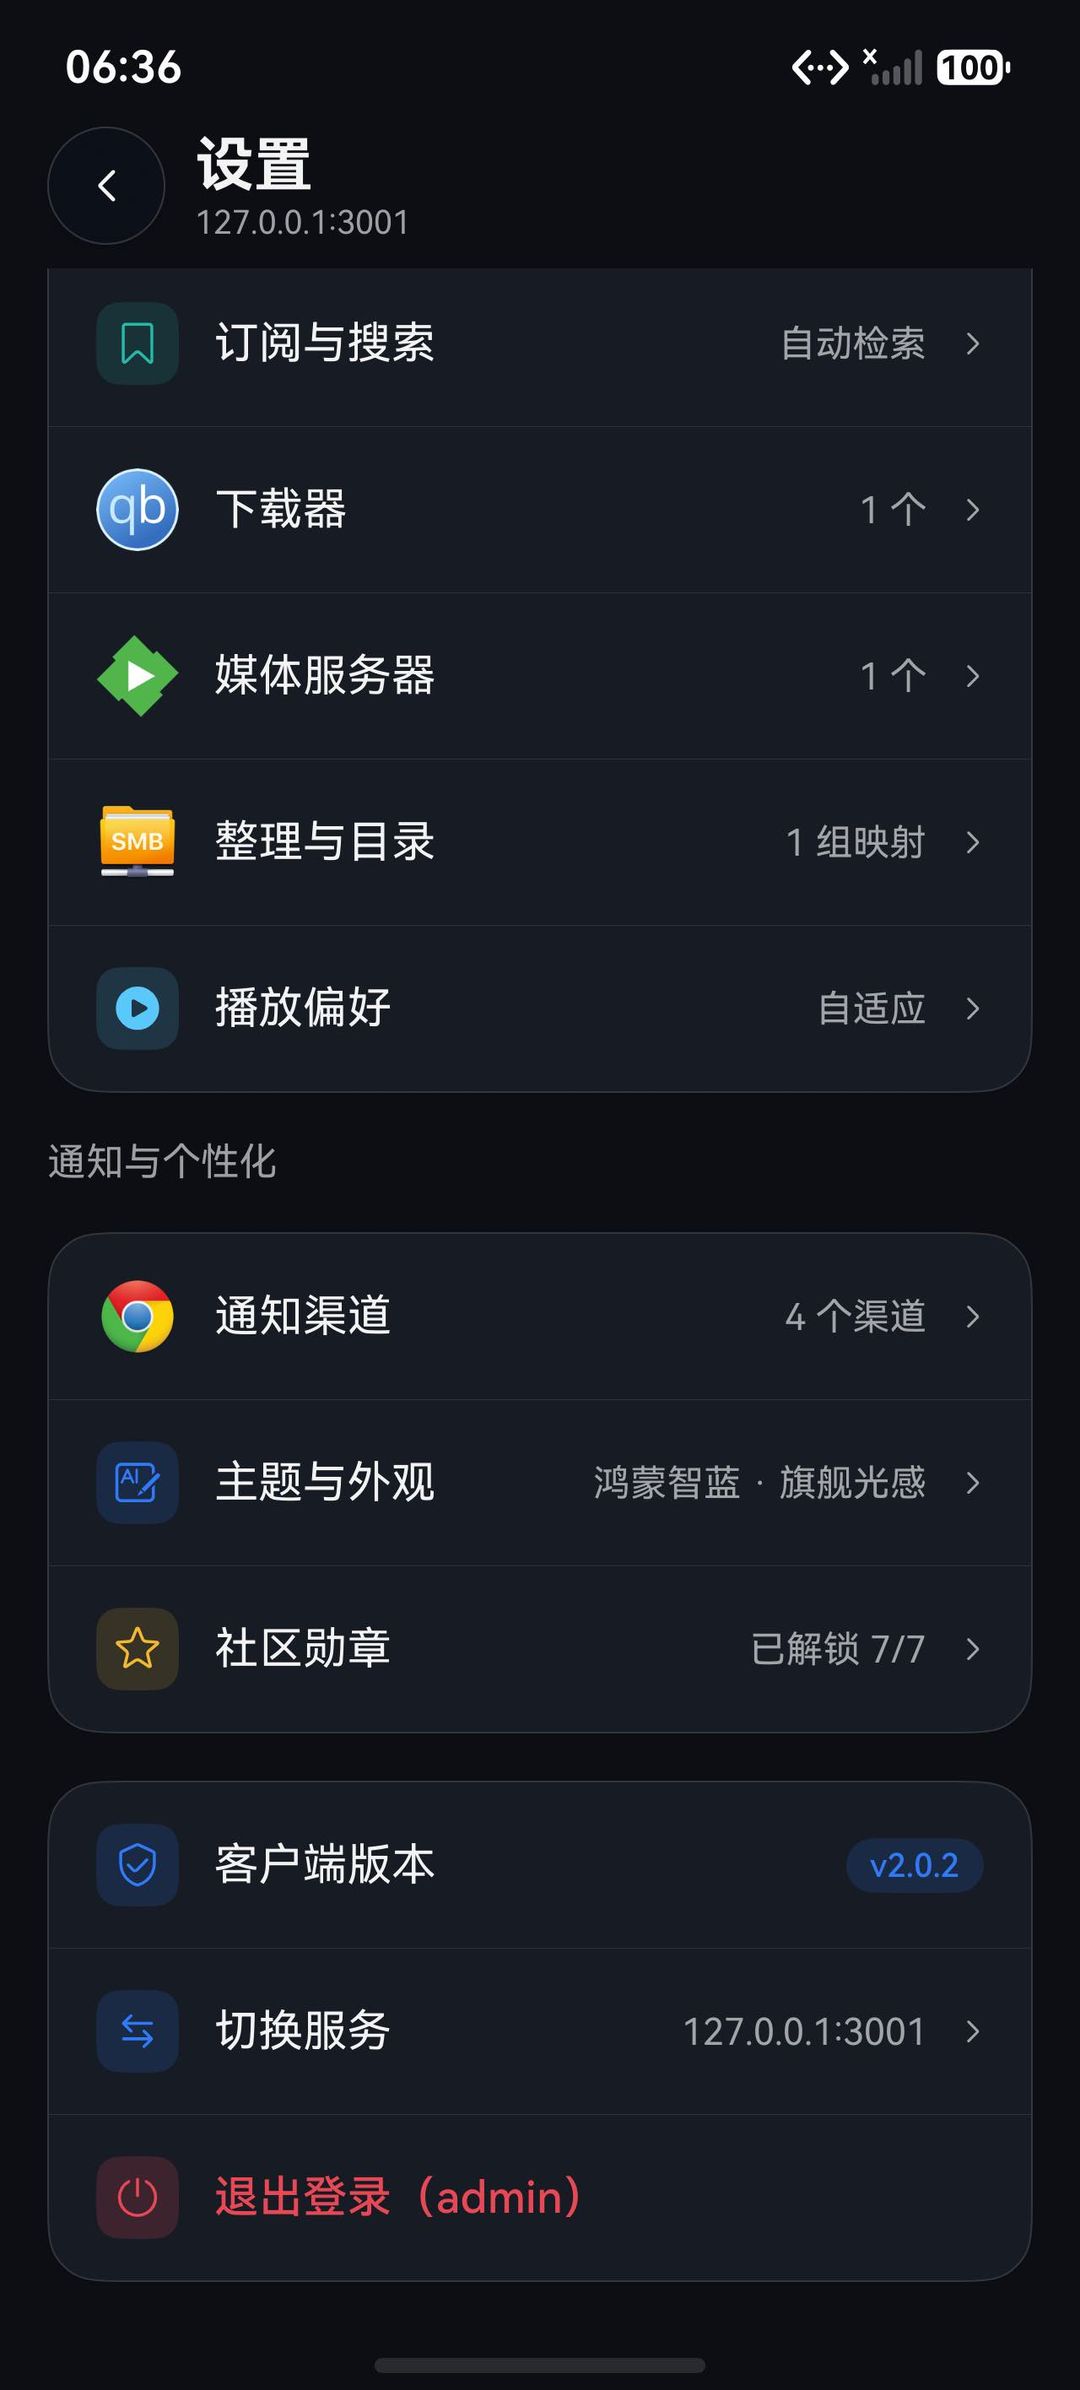 06:36
100
设置
127.0.0.1:3001
订阅与搜索 自动检索
qb 下载器 1 个
媒体服务器 1 个
SMB 整理与目录 1 组映射
播放偏好 自适应
通知与个性化
通知渠道 4 个渠道
AI 主题与外观 鸿蒙智蓝 · 旗舰光感
社区勋章 已解锁 7/7
客户端版本 v2.0.2
切换服务 127.0.0.1:3001
退出登录（admin）